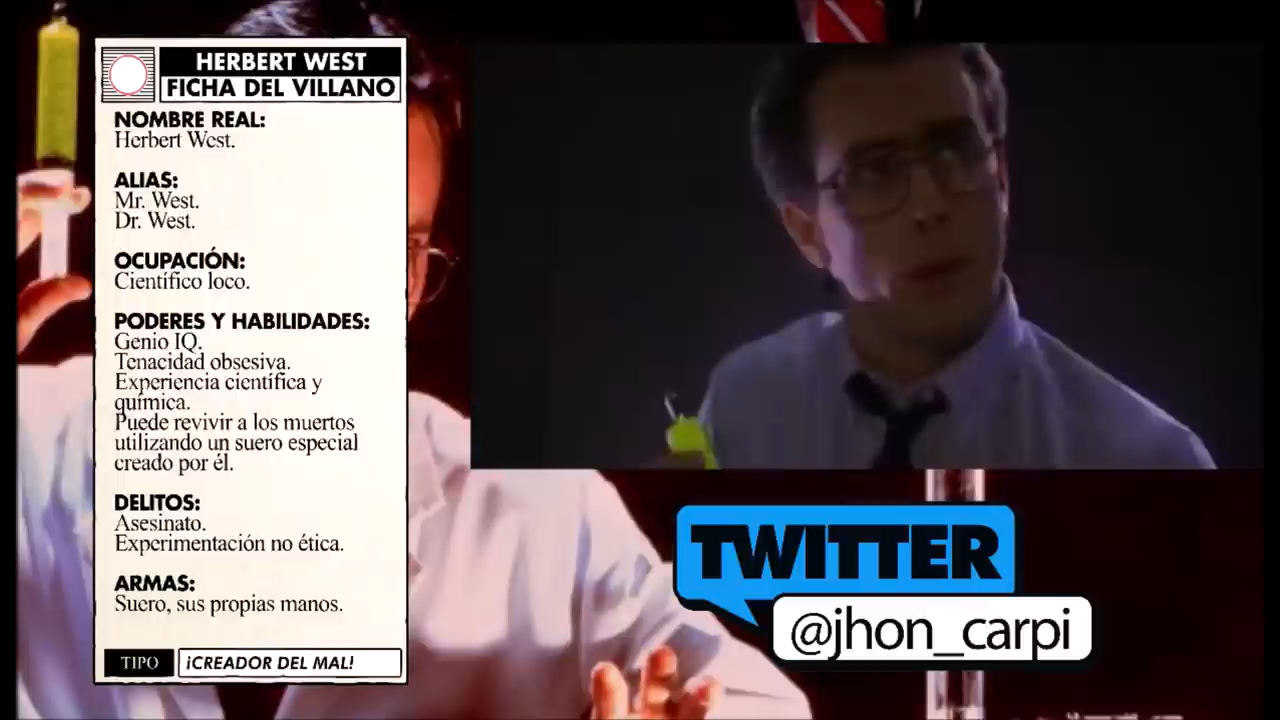 HERBERT WEST
FICHA DEL VILLANO
NOMBRE REAL:
Herbert West.
ALIAS:
Mr. West.
Dr. West.
OCUPACIÓN:
Científico loco.
PODERES Y HABILIDADES:
Genio IQ.
Tenacidad obsesiva.
Experiencia científica y
química.
Puede revivir a los muertos
utilizando un suero especial
creado por él.
DELITOS:
Asesinato.
Experimentación no ética.
ARMAS:
Suero, sus propias manos.
TIPO
¡CREADOR DEL MAL!
TWITTER
@jhon_carpi